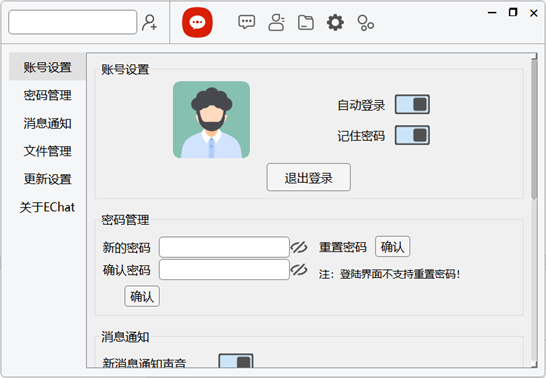 账号设置
密码管理
消息通知
文件管理
更新设置
关于EChat
账号设置
自动登录
记住密码
退出登录
密码管理
新的密码
重置密码 确认
确认密码
注：登陆界面不支持重置密码！
确认
消息通知
新消息通知声音